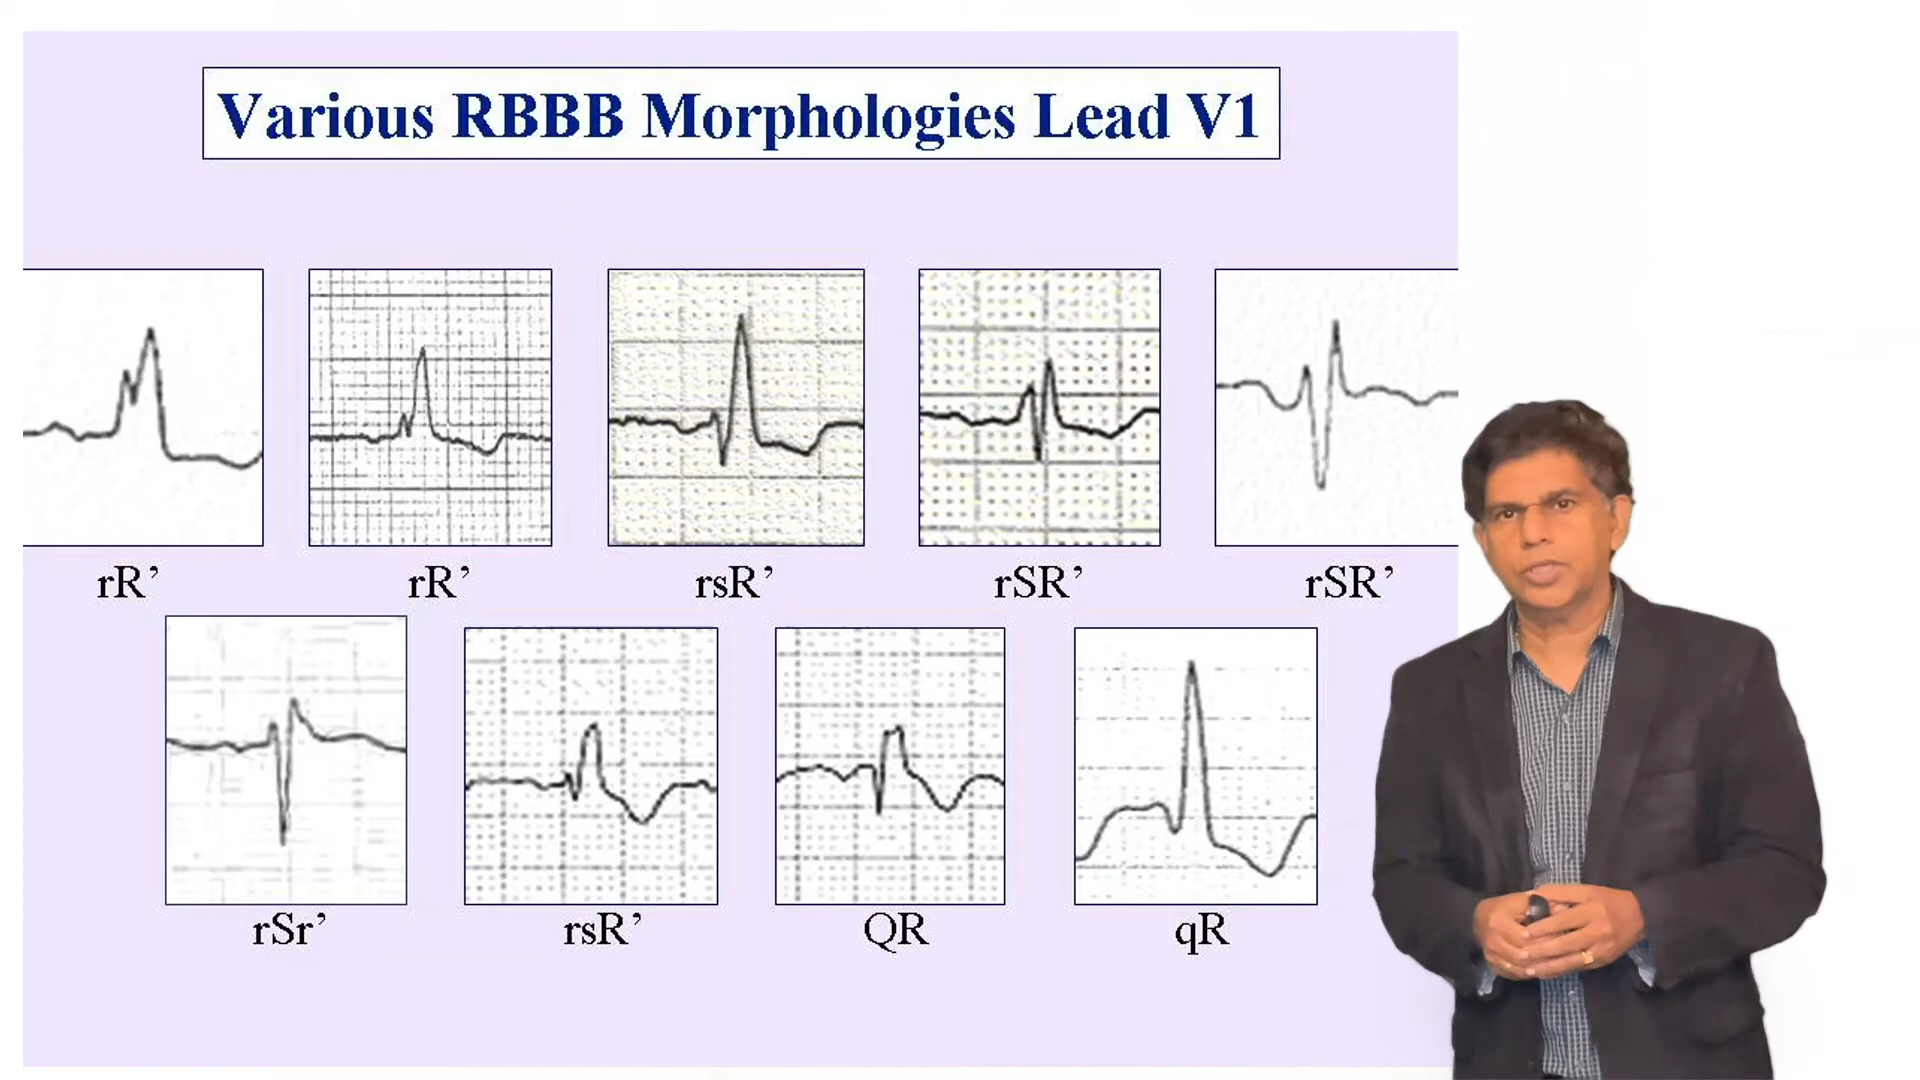 Various RBBB Morphologies Lead V1
rR’ rR’ rsR’ rSR’ rSR’
rSr’ rsR’ QR qR